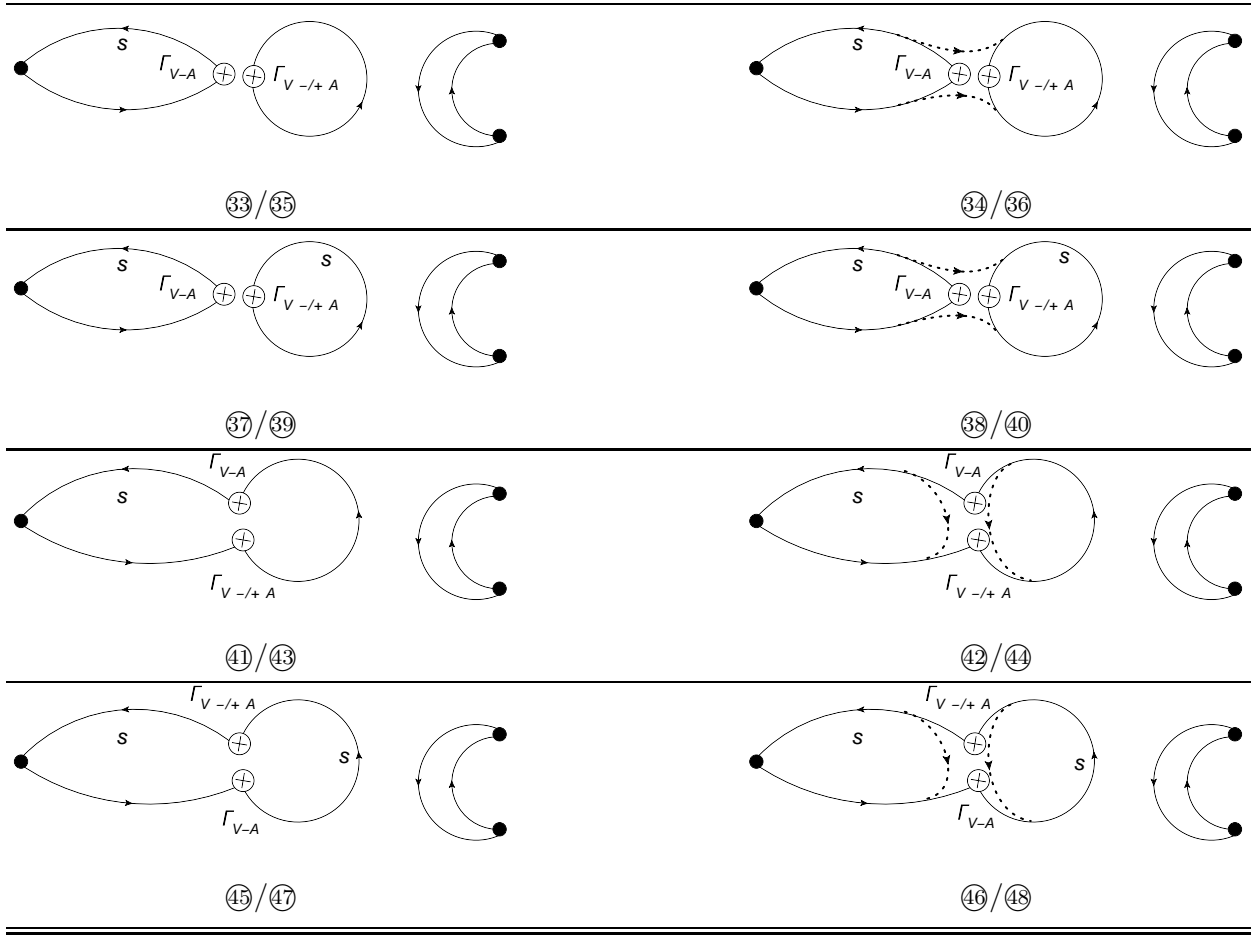 s Γ_{V−A} Γ_{V −/+ A}
s Γ_{V−A} Γ_{V −/+ A}
㉝/㉟
㉞/㊱
s Γ_{V−A} s Γ_{V −/+ A}
s Γ_{V−A} s Γ_{V −/+ A}
㊲/㊴
㊳/㊵
Γ_{V−A}
s
Γ_{V −/+ A}
Γ_{V−A}
s
Γ_{V −/+ A}
㊶/㊸
㊷/㊹
Γ_{V −/+ A}
s s
Γ_{V−A}
Γ_{V −/+ A}
s s
Γ_{V−A}
㊺/㊼
㊻/㊽